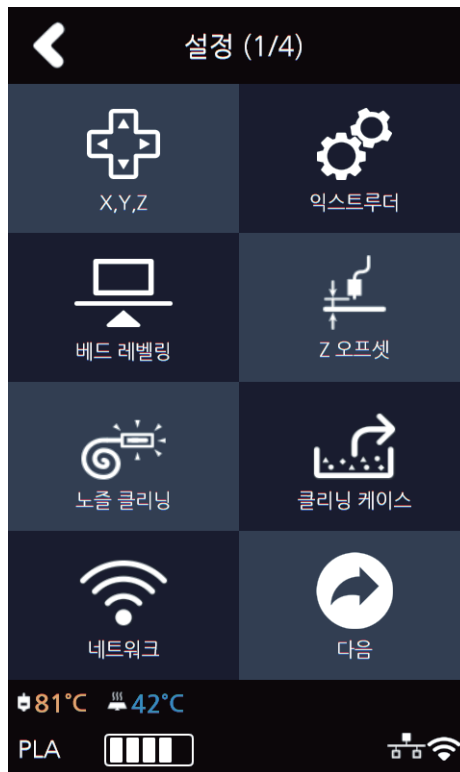 설정 (1/4)
X,Y,Z
익스트루더
베드 레벨링
Z 오프셋
노즐 클리닝
클리닝 케이스
네트워크
다음
81°C 42°C
PLA